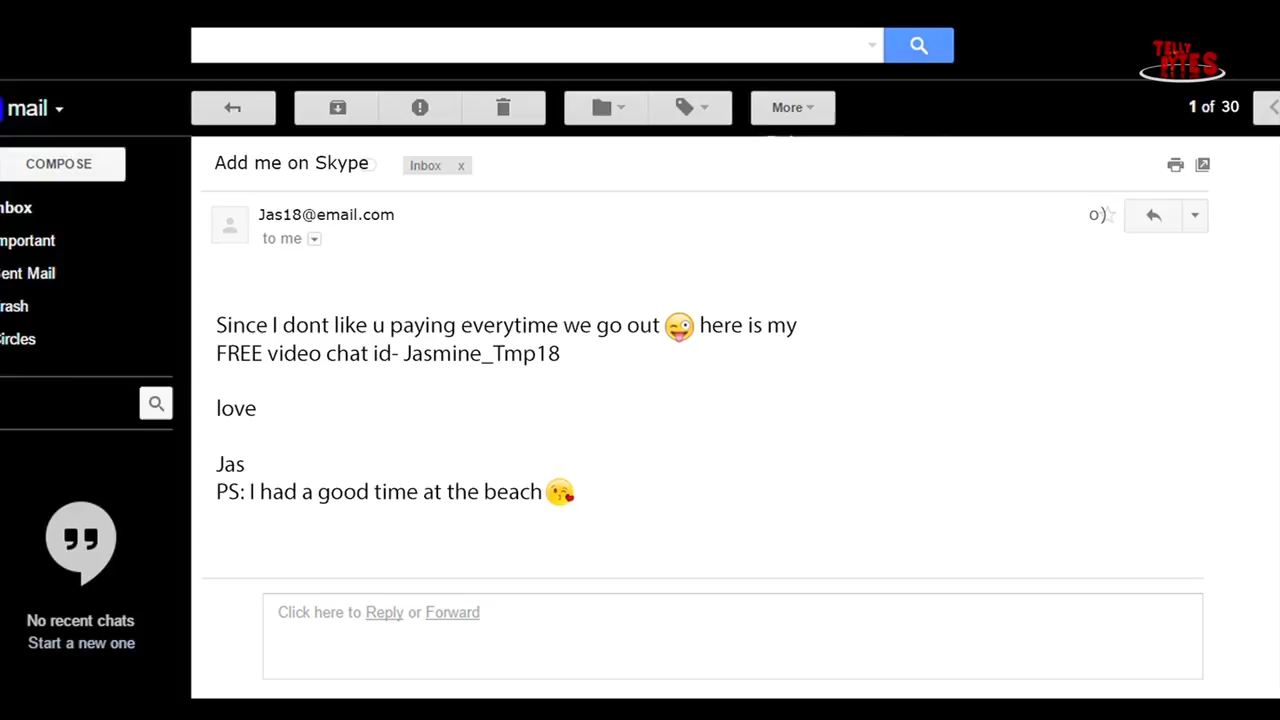 TELLY
BYTES
mail
More
1 of 30
COMPOSE
Add me on Skype
Inbox x
nbox
Jas18@email.com
0)
to me
mportant
ent Mail
rash
ircles
Since I dont like u paying everytime we go out 😜 here is my
FREE video chat id- Jasmine_Tmp18
love
Jas
PS: I had a good time at the beach 😘
No recent chats
Start a new one
Click here to Reply or Forward